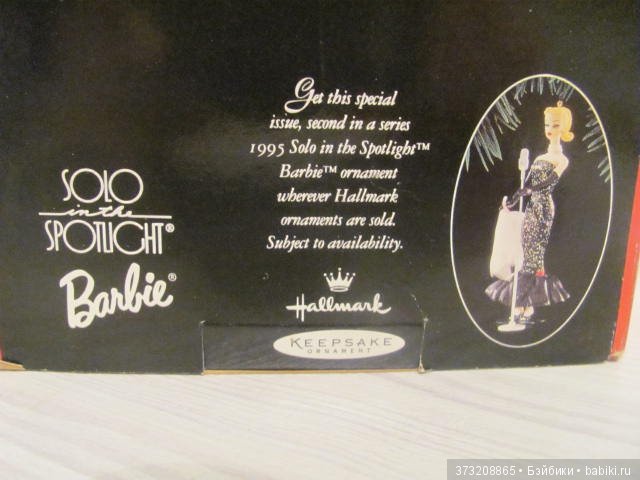 SOLO
in the
SPOTLIGHT®
Barbie®
Get this special
issue, second in a series
1995 Solo in the Spotlight™
Barbie™ ornament
wherever Hallmark
ornaments are sold.
Subject to availability.
Hallmark
KEEPSAKE
ORNAMENT
373208865 • Бэйбики • babiki.ru